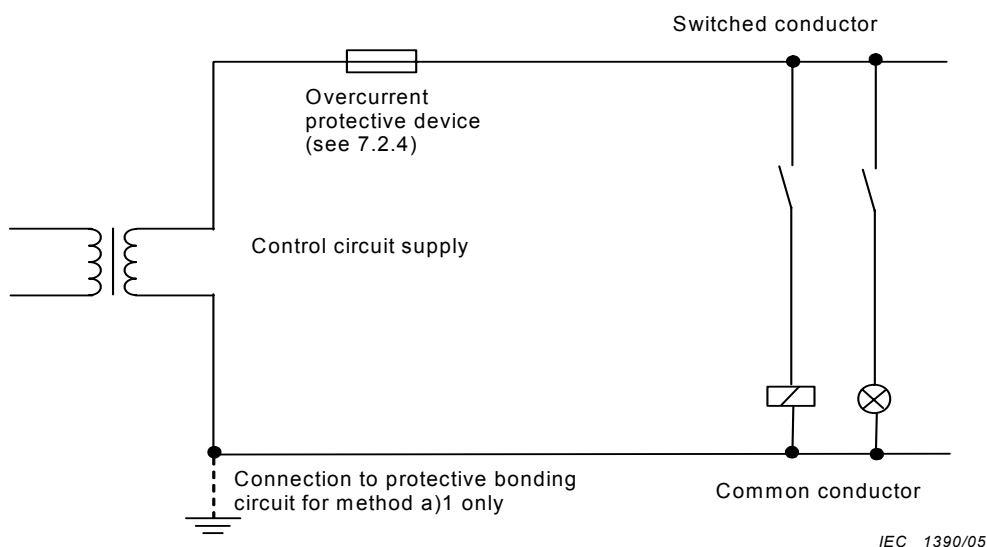 Switched conductor
Overcurrent
protective device
(see 7.2.4)
Control circuit supply
Connection to protective bonding
circuit for method a)1 only
Common conductor
IEC 1390/05